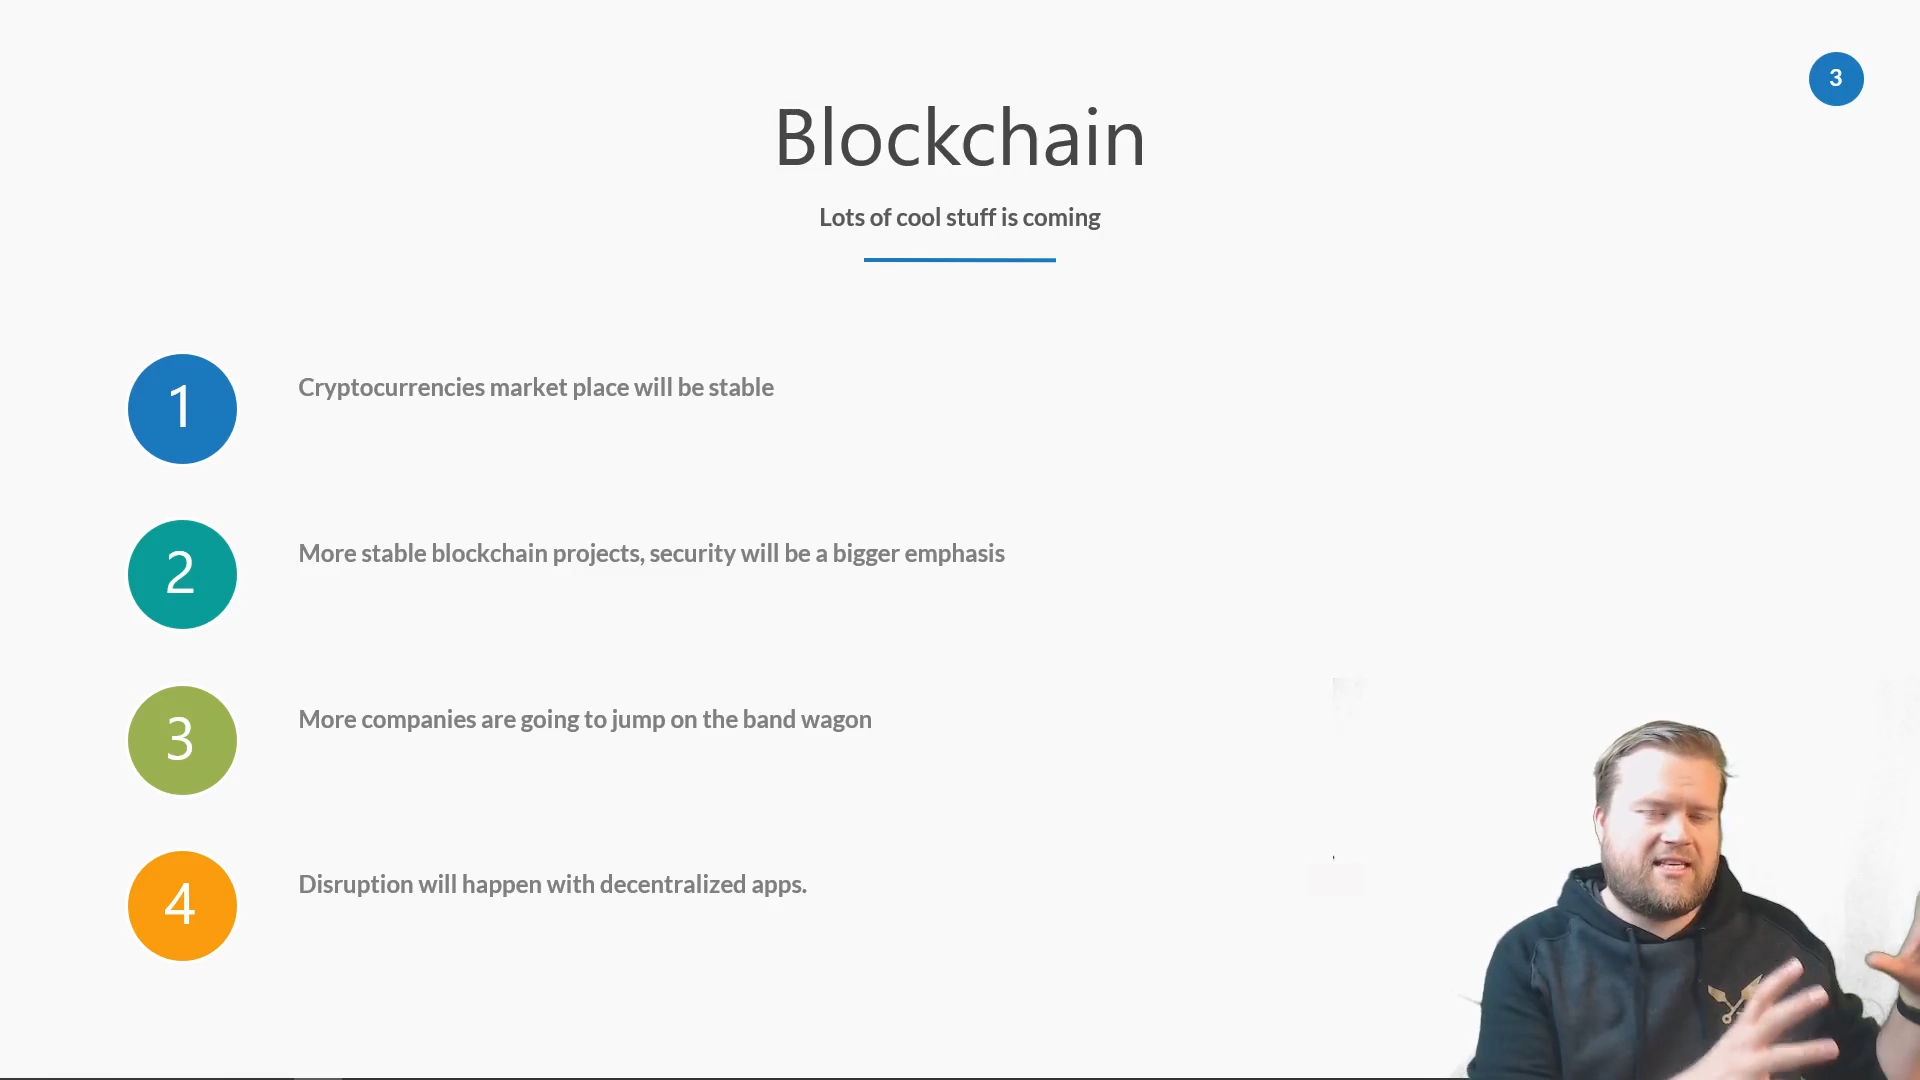 3
Blockchain
Lots of cool stuff is coming
1
Cryptocurrencies market place will be stable
2
More stable blockchain projects, security will be a bigger emphasis
3
More companies are going to jump on the band wagon
4
Disruption will happen with decentralized apps.